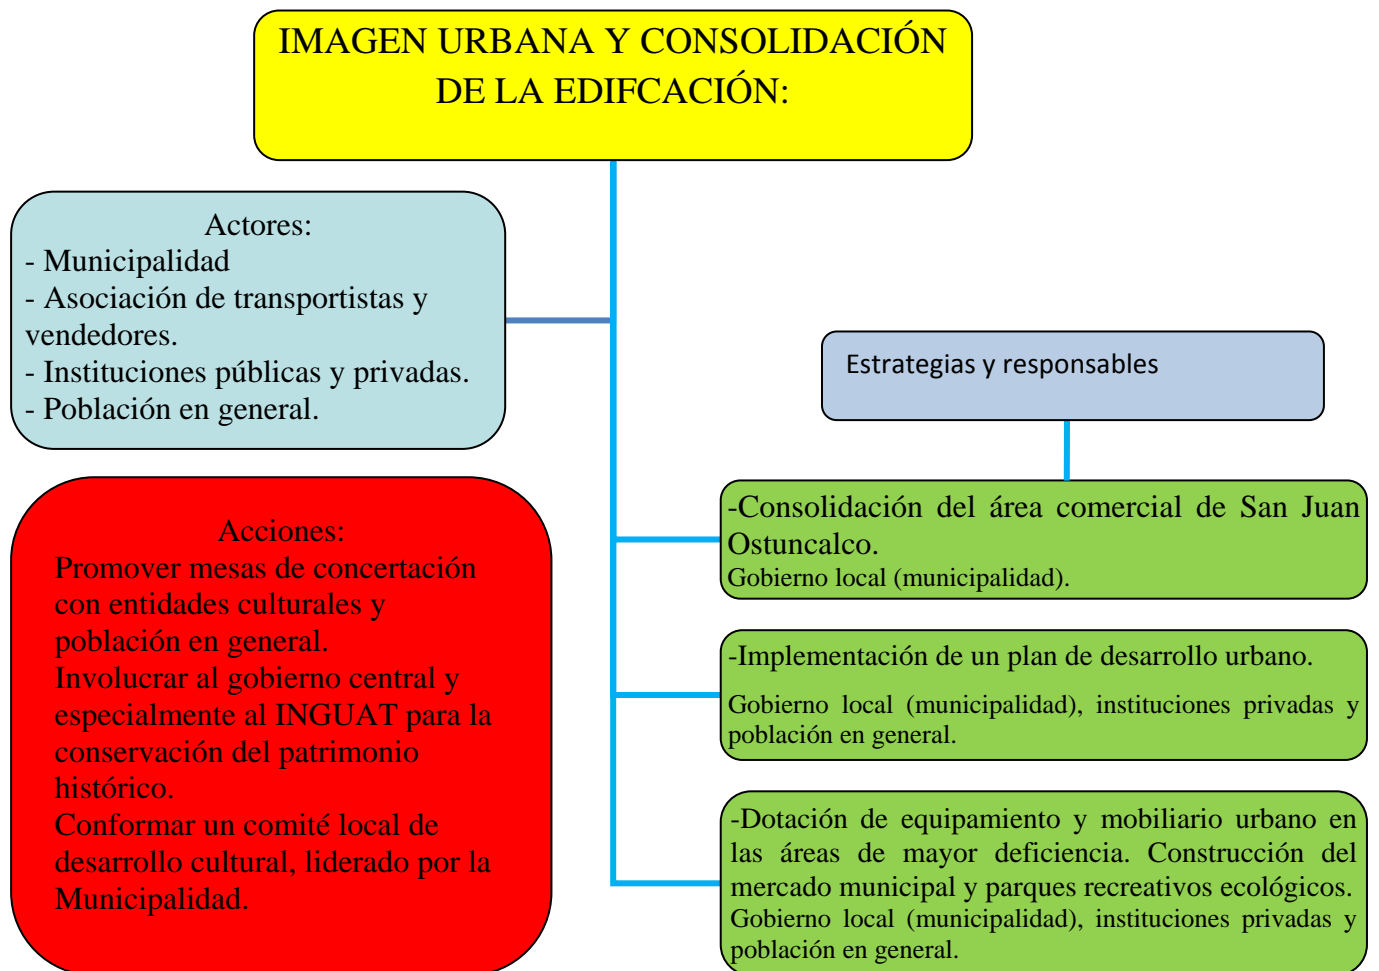 IMAGEN URBANA Y CONSOLIDACIÓN
DE LA EDIFCACIÓN:
Actores:
- Municipalidad
- Asociación de transportistas y
vendedores.
- Instituciones públicas y privadas.
- Población en general.
Acciones:
Promover mesas de concertación
con entidades culturales y
población en general.
Involucrar al gobierno central y
especialmente al INGUAT para la
conservación del patrimonio
histórico.
Conformar un comité local de
desarrollo cultural, liderado por la
Municipalidad.
Estrategias y responsables
-Consolidación del área comercial de San Juan
Ostuncalco.
Gobierno local (municipalidad).
-Implementación de un plan de desarrollo urbano.
Gobierno local (municipalidad), instituciones privadas y
población en general.
-Dotación de equipamiento y mobiliario urbano en
las áreas de mayor deficiencia. Construcción del
mercado municipal y parques recreativos ecológicos.
Gobierno local (municipalidad), instituciones privadas y
población en general.